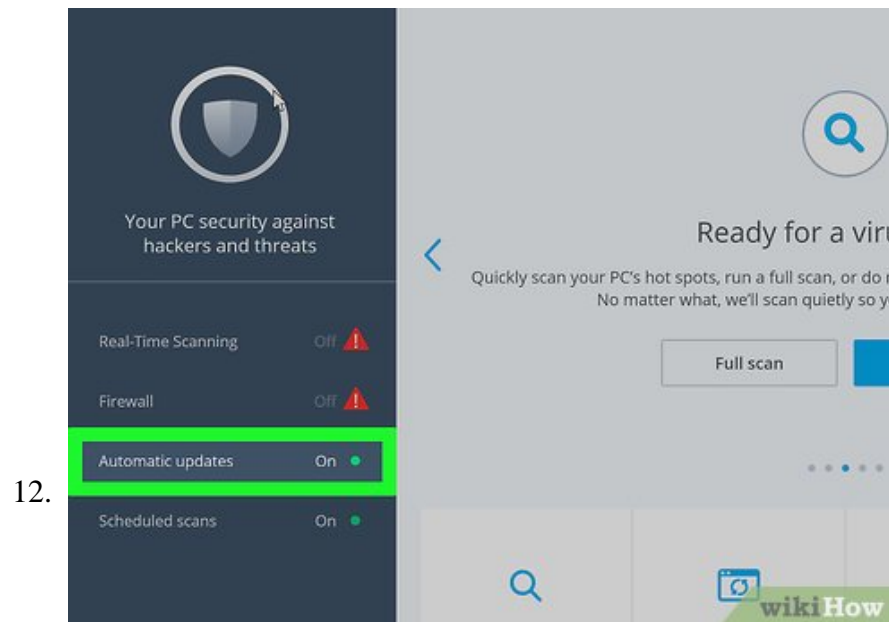 Your PC security against
hackers and threats
Real-Time Scanning Off
Firewall Off
Automatic updates On
Scheduled scans On
Ready for a
Quickly scan your PC's hot spots, run a full scan, or do
No matter what, we'll scan quietly so
Full scan
12.
wikiHow